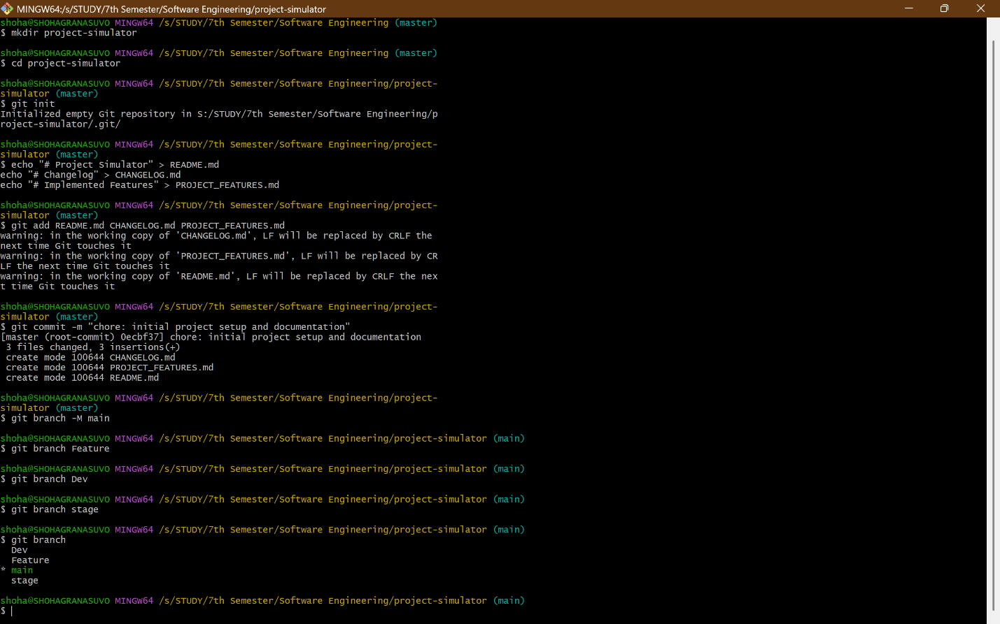 MINGW64:/s/STUDY/7th Semester/Software Engineering/project-simulator
shoha@SHOHAGRANASUVO MINGW64 /s/STUDY/7th Semester/Software Engineering (master)
$ mkdir project-simulator
shoha@SHOHAGRANASUVO MINGW64 /s/STUDY/7th Semester/Software Engineering (master)
$ cd project-simulator
shoha@SHOHAGRANASUVO MINGW64 /s/STUDY/7th Semester/Software Engineering/project-
simulator (master)
$ git init
Initialized empty Git repository in S:/STUDY/7th Semester/Software Engineering/p
roject-simulator/.git/
shoha@SHOHAGRANASUVO MINGW64 /s/STUDY/7th Semester/Software Engineering/project-
simulator (master)
$ echo "# Project Simulator" > README.md
echo "# Changelog" > CHANGELOG.md
echo "# Implemented Features" > PROJECT_FEATURES.md
shoha@SHOHAGRANASUVO MINGW64 /s/STUDY/7th Semester/Software Engineering/project-
simulator (master)
$ git add README.md CHANGELOG.md PROJECT_FEATURES.md
warning: in the working copy of 'CHANGELOG.md', LF will be replaced by CRLF the
next time Git touches it
warning: in the working copy of 'PROJECT_FEATURES.md', LF will be replaced by CR
LF the next time Git touches it
warning: in the working copy of 'README.md', LF will be replaced by CRLF the nex
t time Git touches it
shoha@SHOHAGRANASUVO MINGW64 /s/STUDY/7th Semester/Software Engineering/project-
simulator (master)
$ git commit -m "chore: initial project setup and documentation"
[master (root-commit) 0ecbf37] chore: initial project setup and documentation
3 files changed, 3 insertions(+)
create mode 100644 CHANGELOG.md
create mode 100644 PROJECT_FEATURES.md
create mode 100644 README.md
shoha@SHOHAGRANASUVO MINGW64 /s/STUDY/7th Semester/Software Engineering/project-
simulator (master)
$ git branch -M main
shoha@SHOHAGRANASUVO MINGW64 /s/STUDY/7th Semester/Software Engineering/project-simulator (main)
$ git branch Feature
shoha@SHOHAGRANASUVO MINGW64 /s/STUDY/7th Semester/Software Engineering/project-simulator (main)
$ git branch Dev
shoha@SHOHAGRANASUVO MINGW64 /s/STUDY/7th Semester/Software Engineering/project-simulator (main)
$ git branch stage
shoha@SHOHAGRANASUVO MINGW64 /s/STUDY/7th Semester/Software Engineering/project-simulator (main)
$ git branch
Dev
Feature
* main
stage
shoha@SHOHAGRANASUVO MINGW64 /s/STUDY/7th Semester/Software Engineering/project-simulator (main)
$